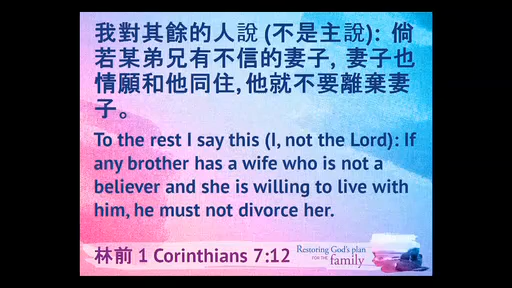 我對其餘的人說 (不是主說): 倘
若某弟兄有不信的妻子, 妻子也
情願和他同住, 他就不要離棄妻
子。
To the rest I say this (I, not the Lord): If
any brother has a wife who is not a
believer and she is willing to live with
him, he must not divorce her.
林前 1 Corinthians 7:12
Restoring God's plan
FOR THE family